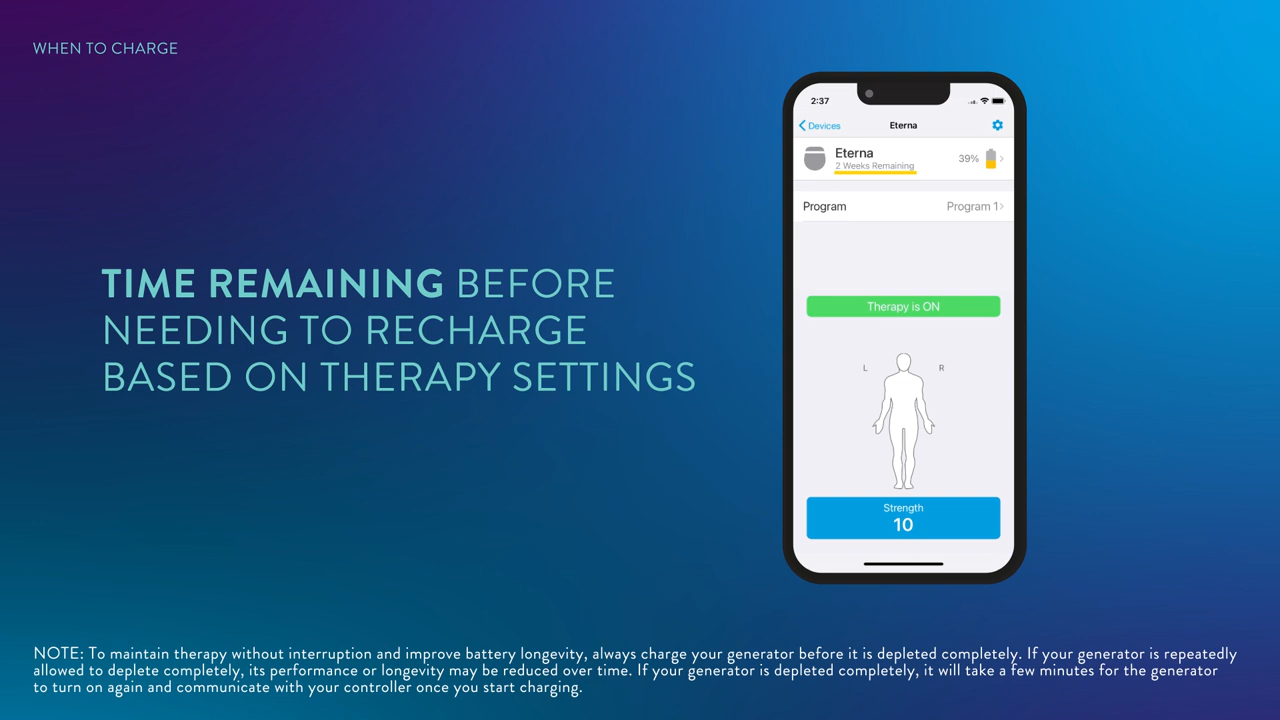 WHEN TO CHARGE
TIME REMAINING BEFORE
NEEDING TO RECHARGE
BASED ON THERAPY SETTINGS
2:37
Devices
Eterna
Eterna
2 Weeks Remaining
39%
Program
Program 1
Therapy is ON
L
R
Strength
10
NOTE: To maintain therapy without interruption and improve battery longevity, always charge your generator before it is depleted completely. If your generator is repeatedly
allowed to deplete completely, its performance or longevity may be reduced over time. If your generator is depleted completely, it will take a few minutes for the generator
to turn on again and communicate with your controller once you start charging.